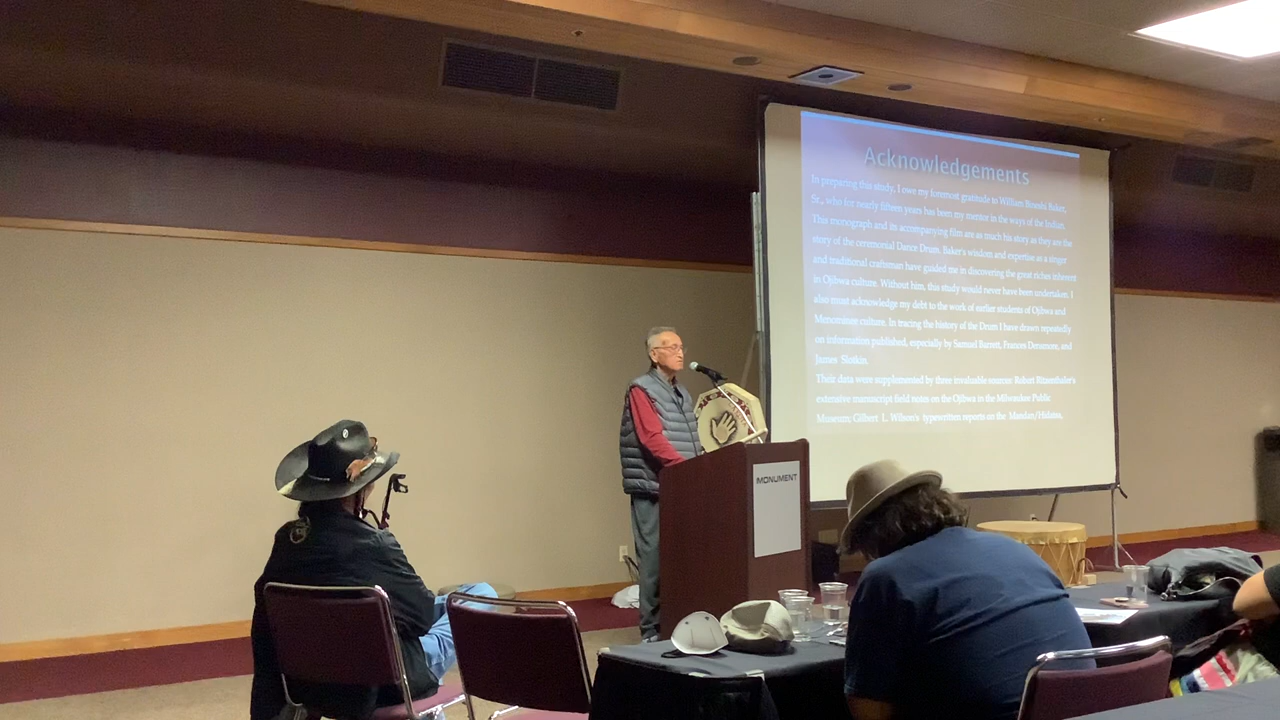 Acknowledgements
In preparing this study, I owe my foremost gratitude to William Bineshi Baker,
Sr., who for nearly fifteen years has been my mentor in the ways of the Indian.
This monograph and its accompanying film are as much his story as they are the
story of the ceremonial Dance Drum. Baker's wisdom and expertise as a singer
and traditional craftsman have guided me in discovering the great riches inherent
in Ojibwa culture. Without him, this study would never have been undertaken. I
also must acknowledge my debt to the work of earlier students of Ojibwa and
Menominee culture. In tracing the history of the Drum I have drawn repeatedly
on information published, especially by Samuel Barrett, Frances Densmore, and
James Slotkin.
Their data were supplemented by three invaluable sources: Robert Ritzenthaler's
extensive manuscript field notes on the Ojibwa in the Milwaukee Public
Museum; Gilbert L. Wilson's typewritten reports on the Mandan/Hidatsa,
MONUMENT